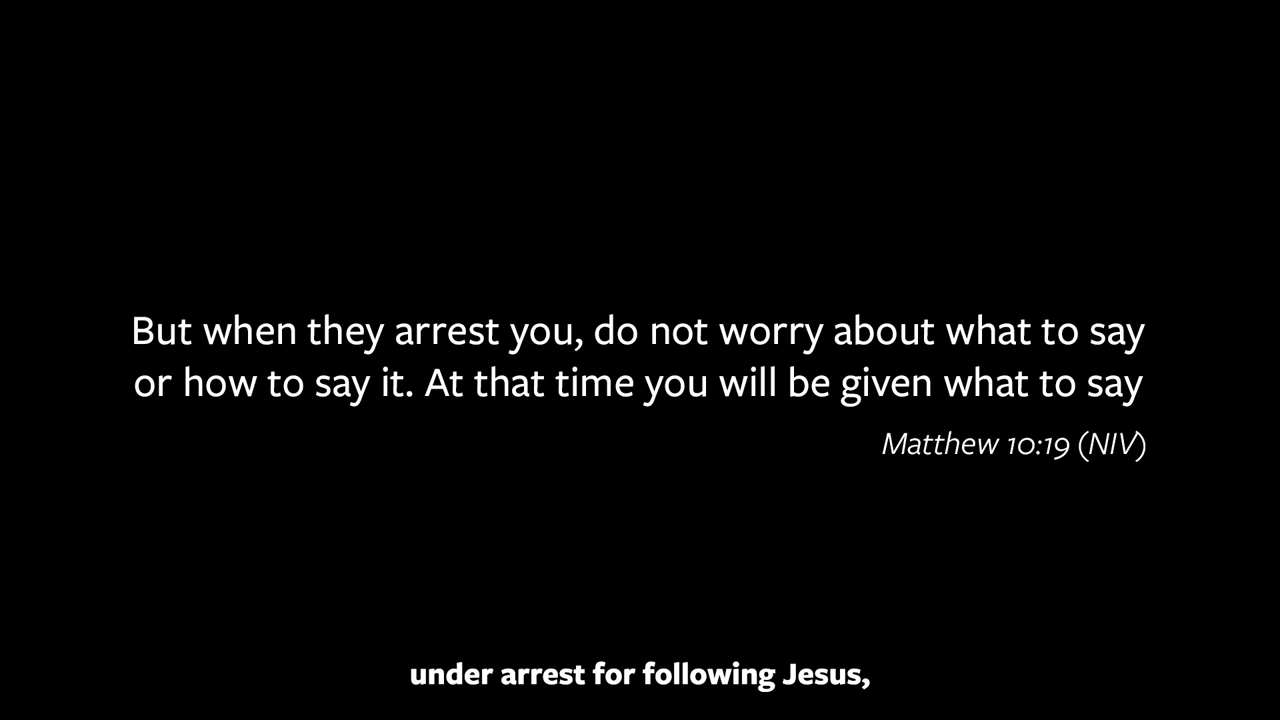 But when they arrest you, do not worry about what to say
or how to say it. At that time you will be given what to say
Matthew 10:19 (NIV)
under arrest for following Jesus,